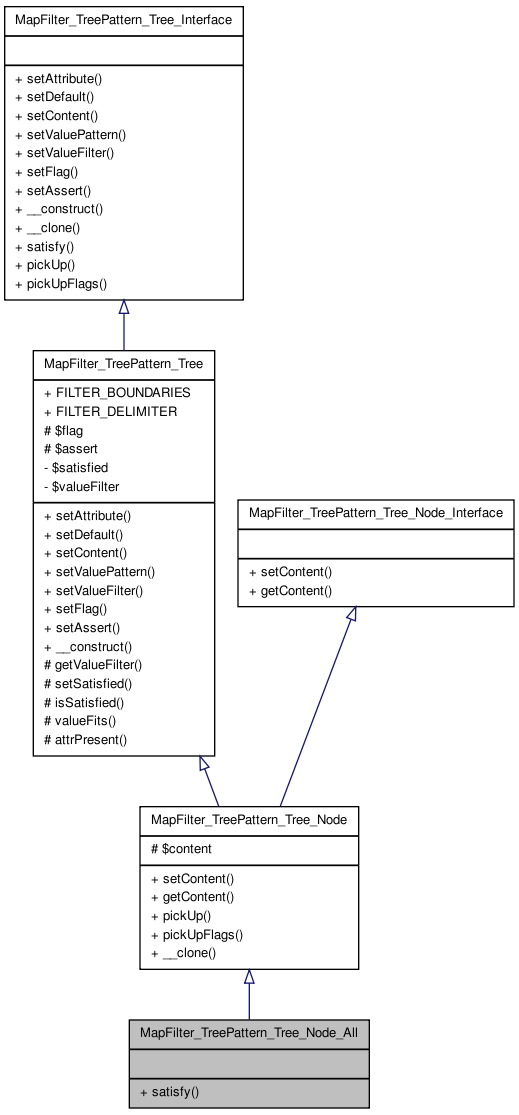 MapFilter_TreePattern_Tree_Interface
+ setAttribute()
+ setDefault()
+ setContent()
+ setValuePattern()
+ setValueFilter()
+ setFlag()
+ setAssert()
+ __construct()
+ __clone()
+ satisfy()
+ pickUp()
+ pickUpFlags()
MapFilter_TreePattern_Tree
+ FILTER_BOUNDARIES
+ FILTER_DELIMITER
# $flag
# $assert
- $satisfied
- $valueFilter
+ setAttribute()
+ setDefault()
+ setContent()
+ setValuePattern()
+ setValueFilter()
+ setFlag()
+ setAssert()
+ __construct()
# getValueFilter()
# setSatisfied()
# isSatisfied()
# valueFits()
# attrPresent()
MapFilter_TreePattern_Tree_Node_Interface
+ setContent()
+ getContent()
MapFilter_TreePattern_Tree_Node
# $content
+ setContent()
+ getContent()
+ pickUp()
+ pickUpFlags()
+ __clone()
MapFilter_TreePattern_Tree_Node_All
+ satisfy()